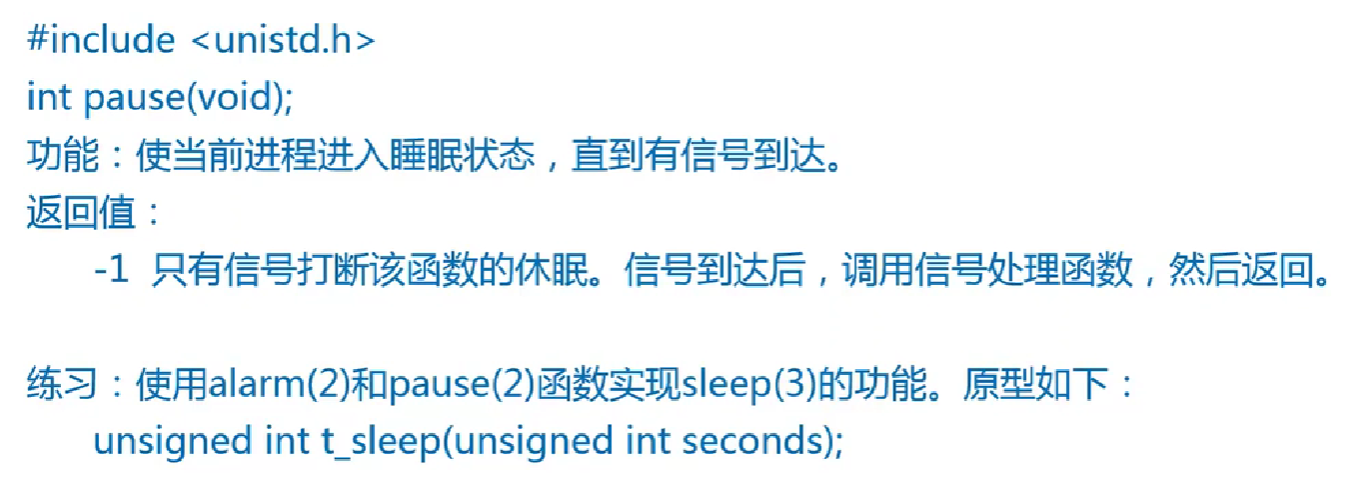 #include <unistd.h>
int pause(void);
功能：使当前进程进入睡眠状态，直到有信号到达。
返回值：
-1 只有信号打断该函数的休眠。信号到达后，调用信号处理函数，然后返回。
练习：使用alarm(2)和pause(2)函数实现sleep(3)的功能。原型如下：
unsigned int t_sleep(unsigned int seconds);